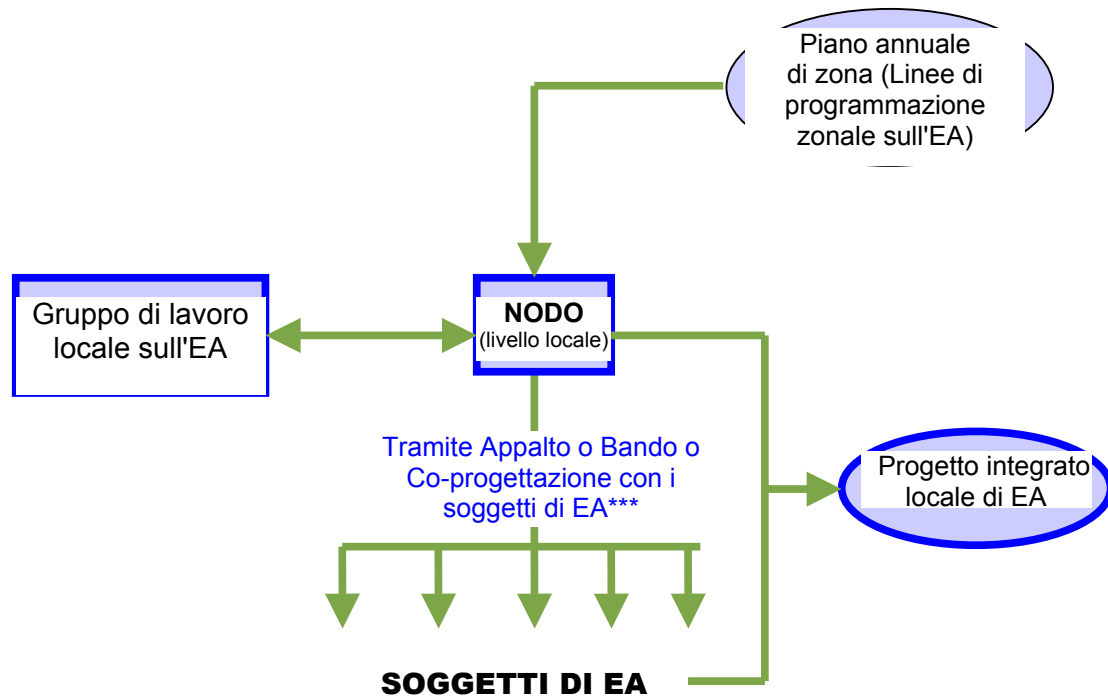 Piano annuale
di zona (Linee di
programmazione
zonale sull'EA)
Gruppo di lavoro
locale sull'EA
NODO
(livello locale)
Tramite Appalto o Bando o
Co-progettazione con i
soggetti di EA***
Progetto integrato
locale di EA
SOGGETTI DI EA